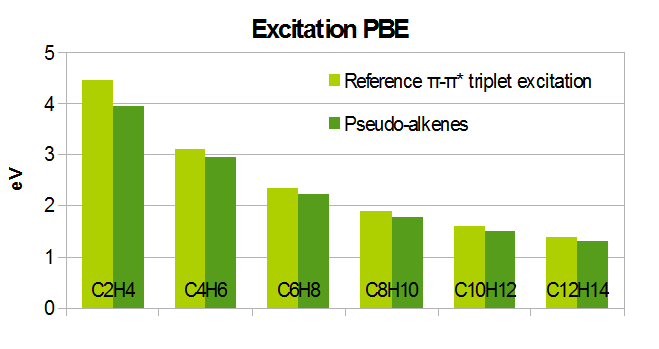 Excitation PBE
5
4
3
2
1
0
eV
Reference π-π* triplet excitation
Pseudo-alkenes
C2H4 C4H6 C6H8 C8H10 C10H12 C12H14